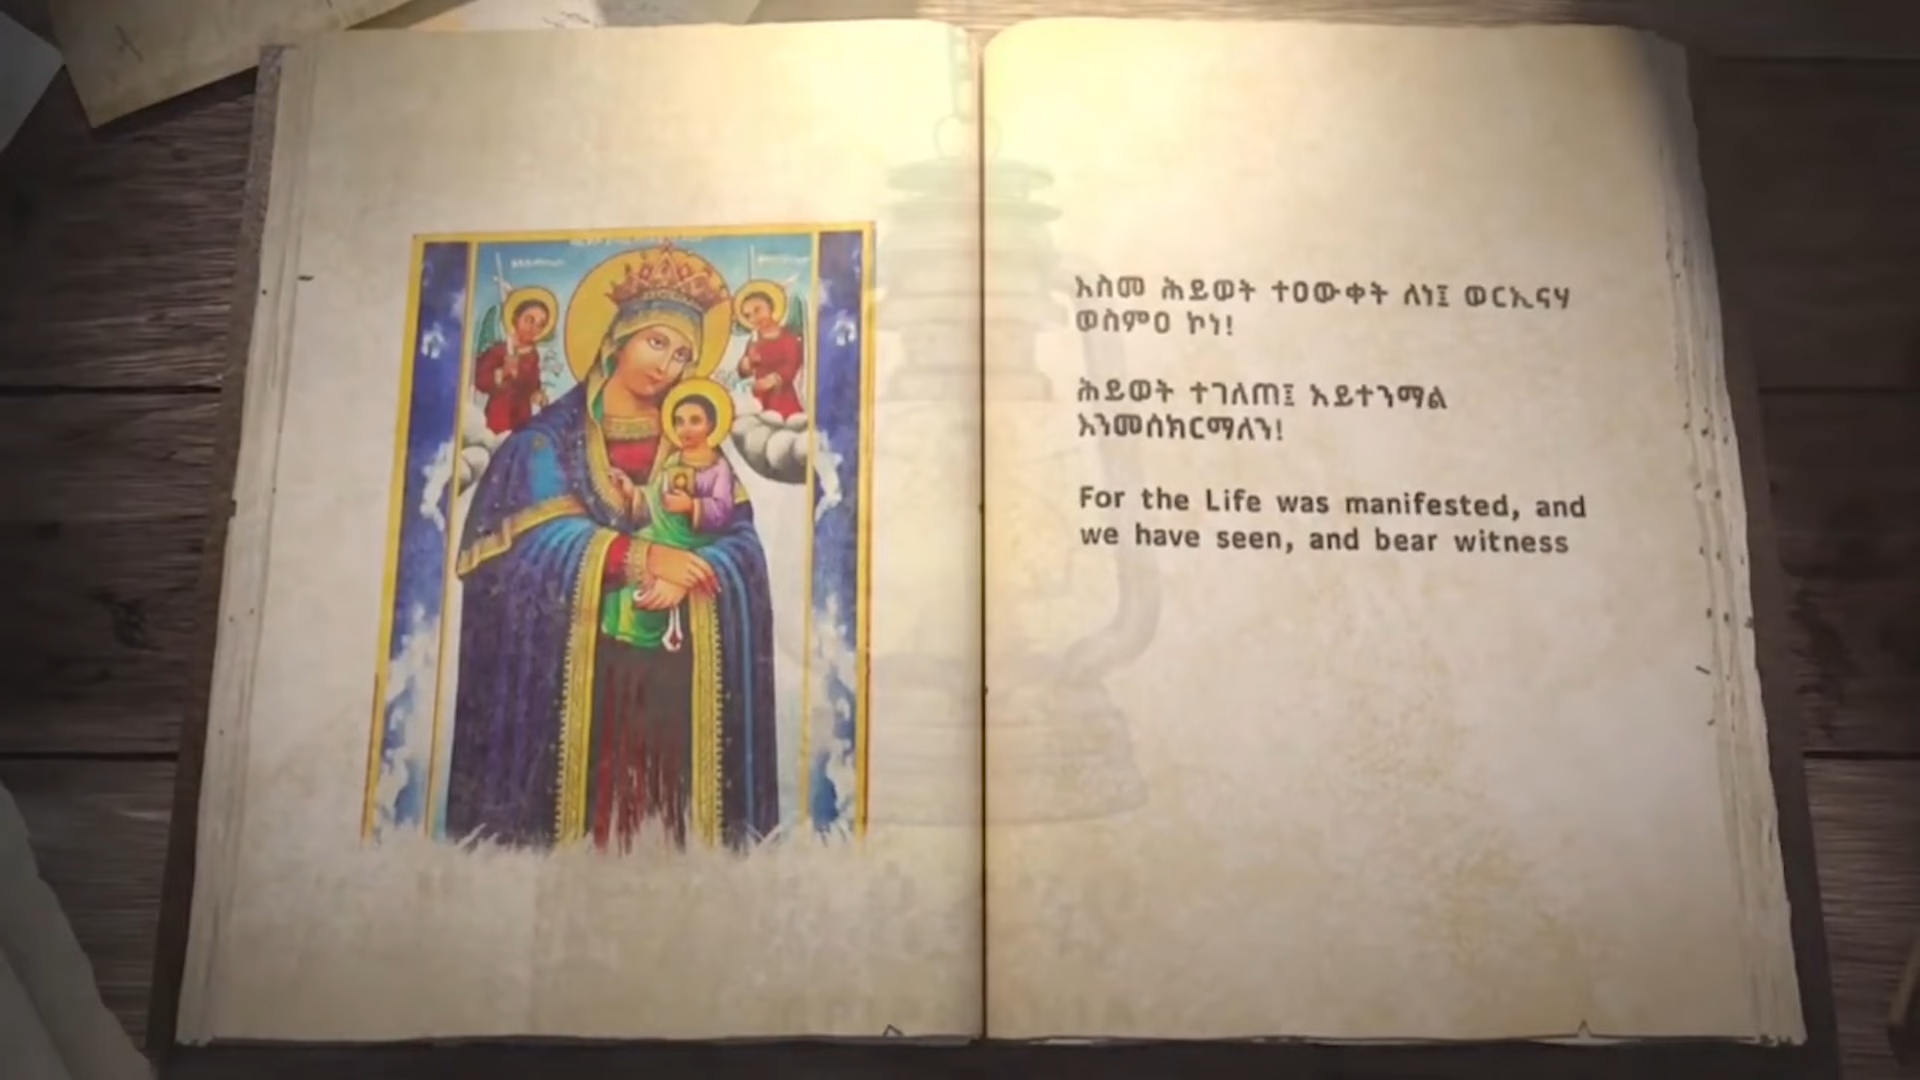 እስመ ሕይወት ተዐውቀት ለነ፤ ወርኢናሃ
ወስምዐ ኮነ!
ሕይወት ተገለጠ፤ አይተንማል
እንመሰክርማለን!
For the Life was manifested, and
we have seen, and bear witness